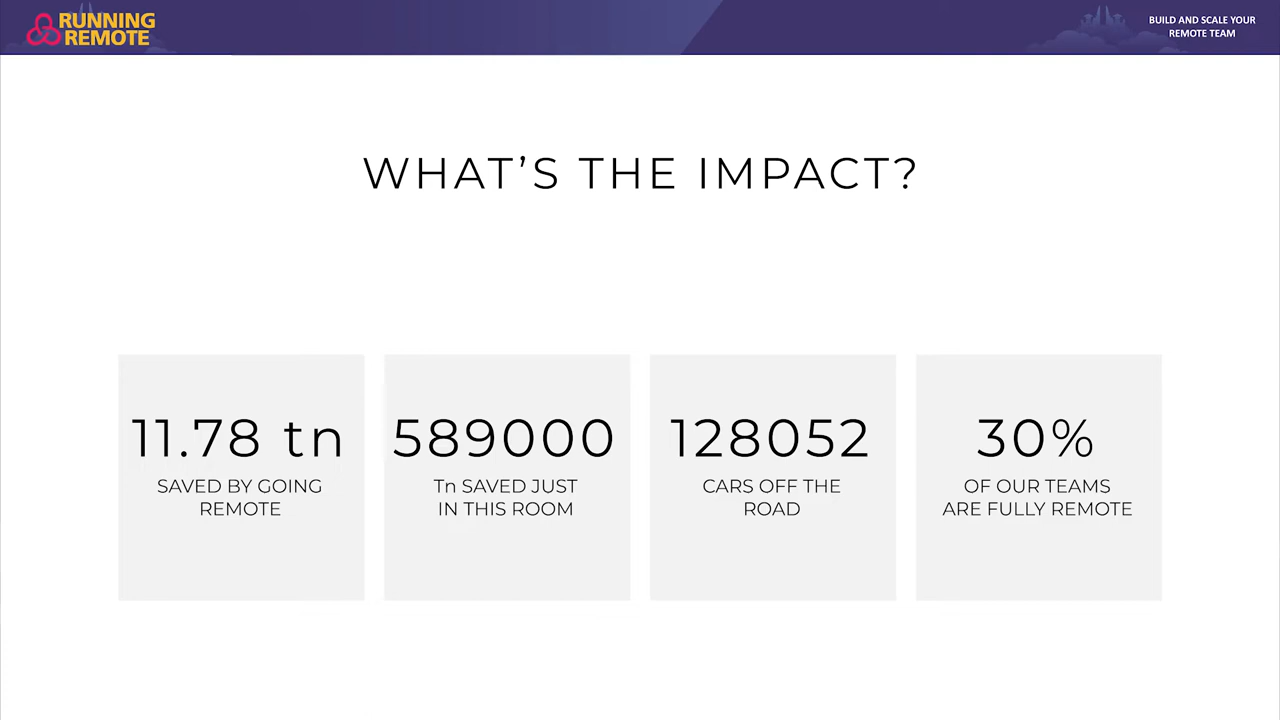 RUNNING
REMOTE
BUILD AND SCALE YOUR
REMOTE TEAM
WHAT’S THE IMPACT?
11.78 tn
SAVED BY GOING
REMOTE
589000
Tn SAVED JUST
IN THIS ROOM
128052
CARS OFF THE
ROAD
30%
OF OUR TEAMS
ARE FULLY REMOTE